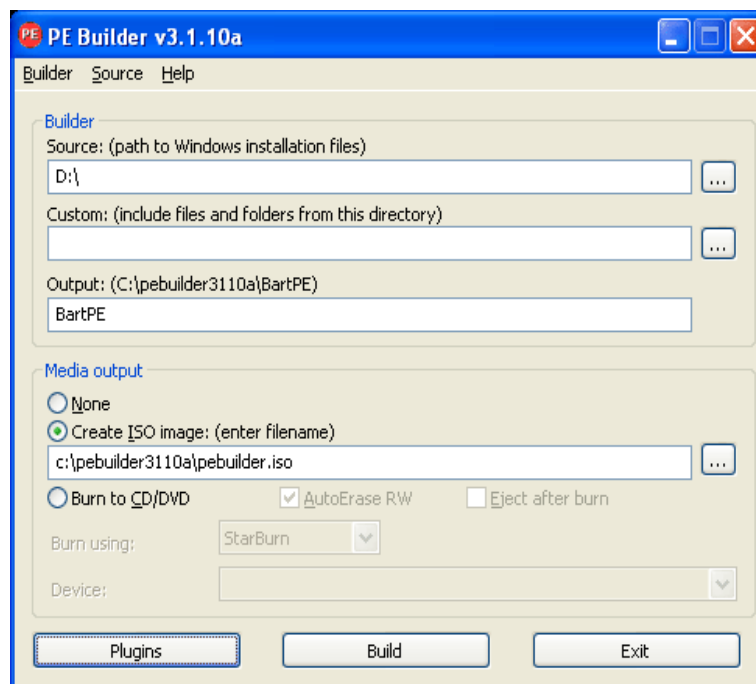 PE PE Builder v3.1.10a
Builder Source Help
Builder
Source: (path to Windows installation files)
D:\
...
Custom: (include files and folders from this directory)
...
Output: (C:\pebuilder3110a\BartPE)
BartPE
Media output
None
Create ISO image: (enter filename)
c:\pebuilder3110a\pebuilder.iso
...
Burn to CD/DVD AutoErase RW Eject after burn
Burn using: StarBurn
Device:
Plugins Build Exit